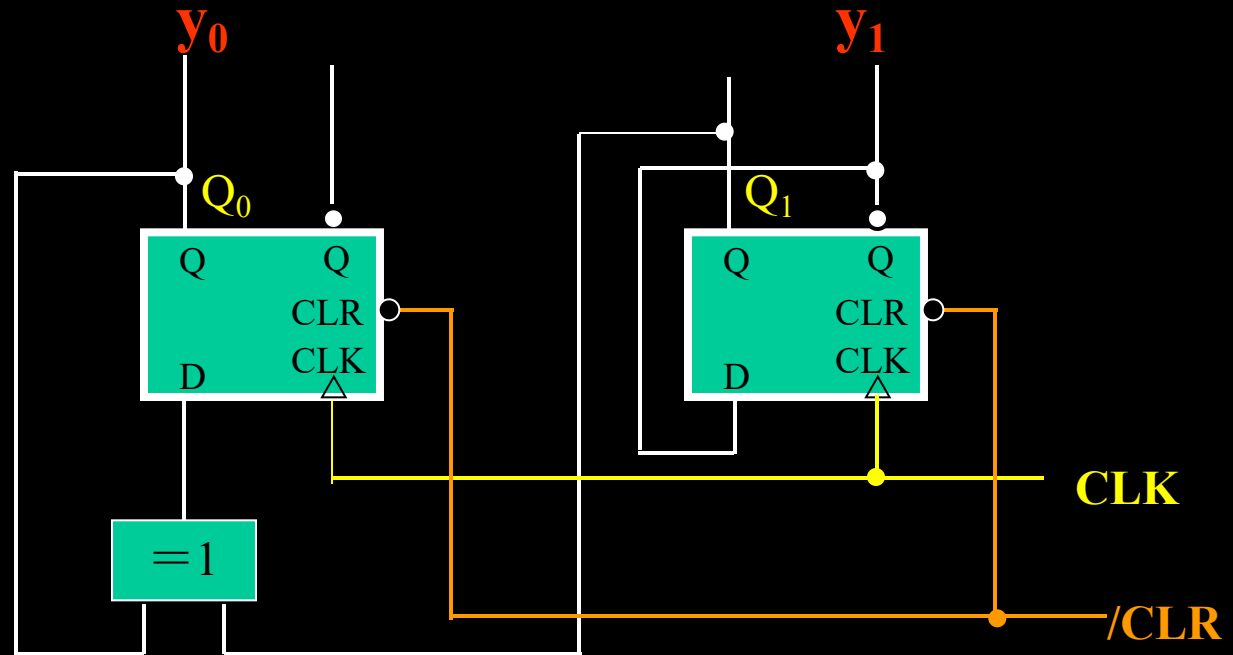 y₀ y₁
Q₀ Q₁
Q Q Q Q
CLR CLR
CLK CLK
D D
CLK
=1
/CLR